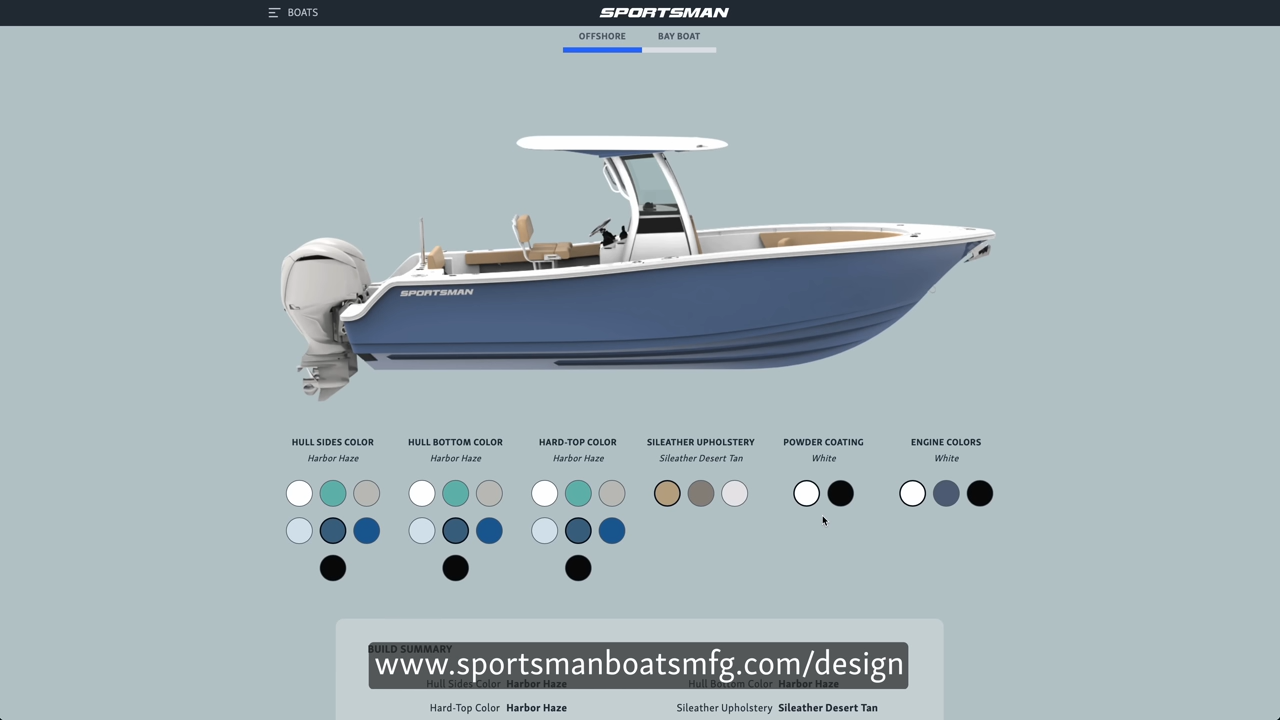 BOATS
SPORTSMAN
OFFSHORE BAY BOAT
SPORTSMAN
HULL SIDES COLOR HULL BOTTOM COLOR HARD-TOP COLOR SILEATHER UPHOLSTERY POWDER COATING ENGINE COLORS
Harbor Haze Harbor Haze Harbor Haze Sileather Desert Tan White White
BUILD SUMMARY
www.sportsmanboatsmfg.com/design
Hull Sides Color Harbor Haze Hull Bottom Color Harbor Haze
Hard-Top Color Harbor Haze Sileather Upholstery Sileather Desert Tan